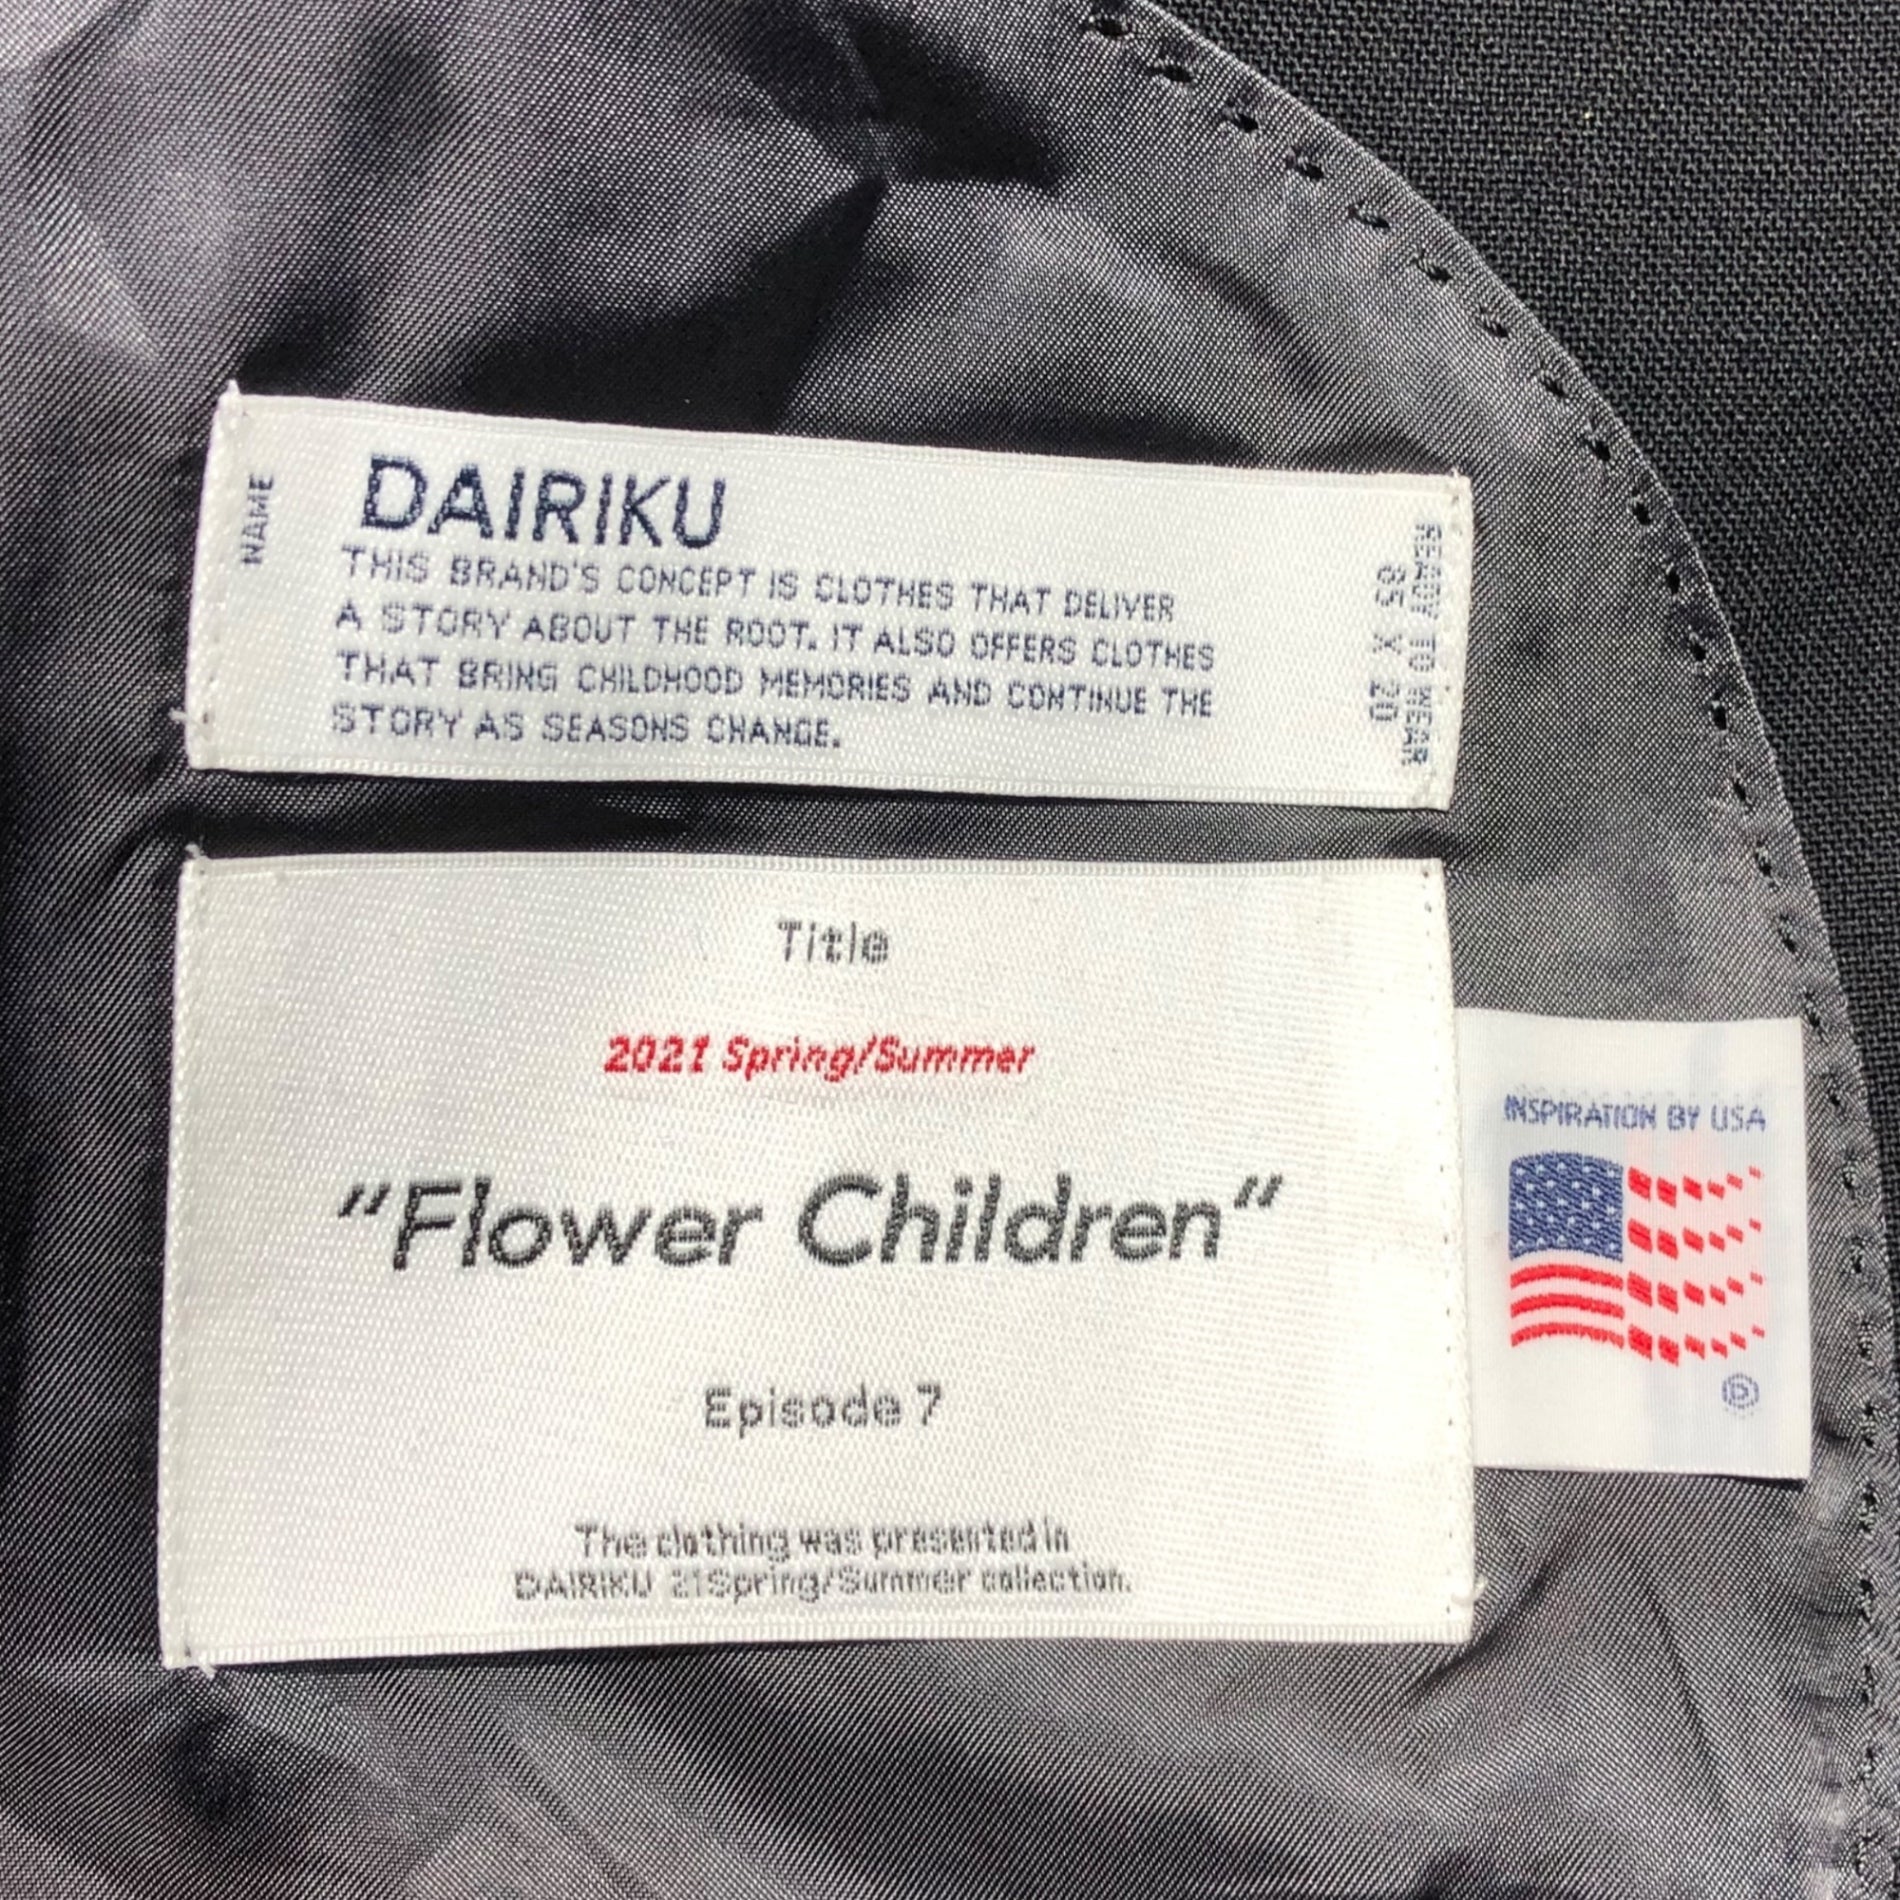 NAME
DAIRIKU
THIS BRAND'S CONCEPT IS CLOTHES THAT DELIVER
A STORY ABOUT THE ROOT. IT ALSO OFFERS CLOTHES
THAT BRING CHILDHOOD MEMORIES AND CONTINUE THE
STORY AS SEASONS CHANGE.
READY TO WEAR
85 X 20
Title
2021 Spring/Summer
"Flower Children"
Episode 7
The clothing was presented in
DAIRIKU 21Spring/Summer collection.
INSPIRATION BY USA
Ⓓ